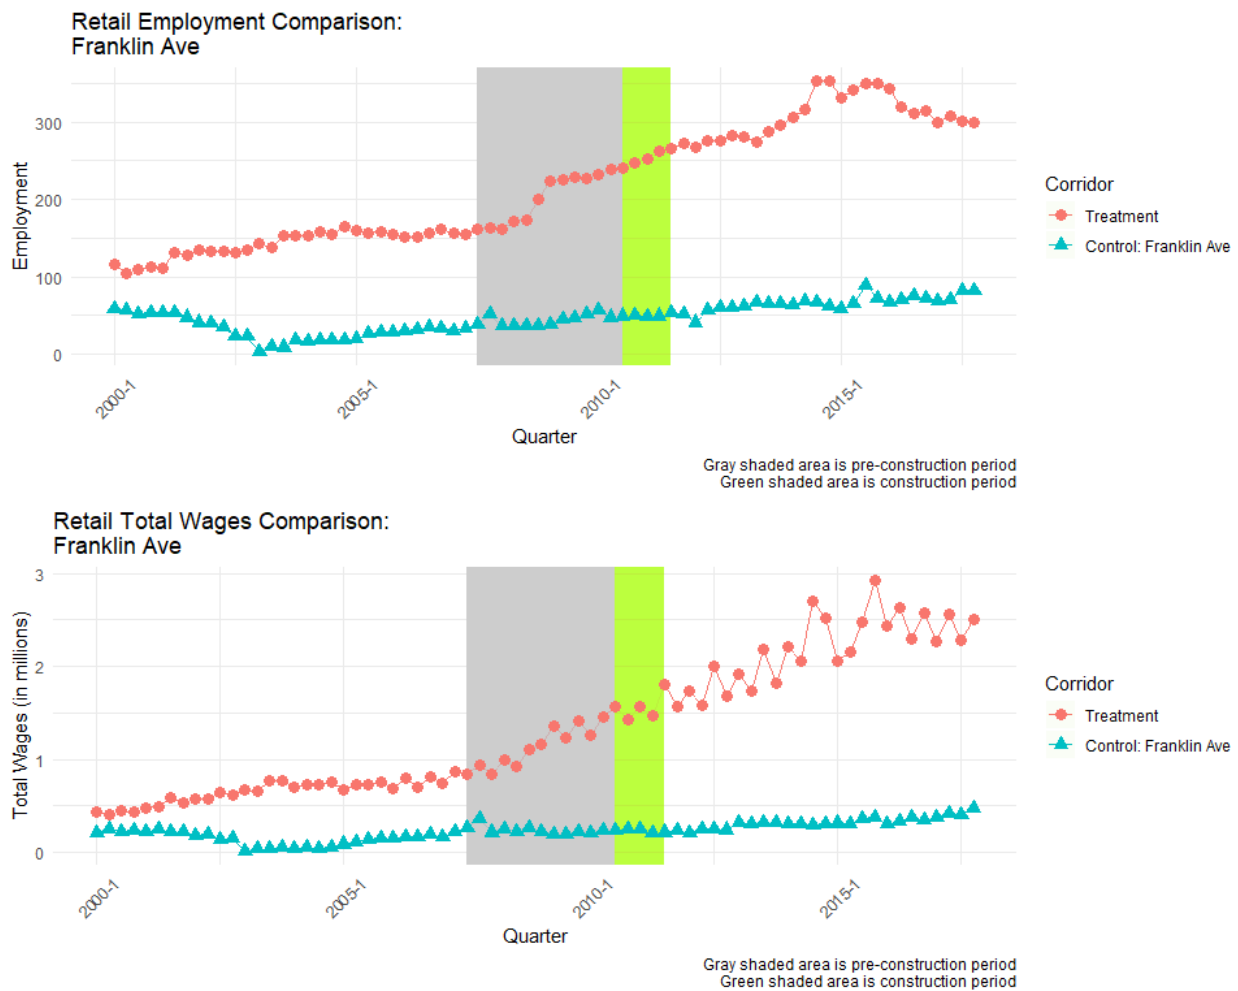 Retail Employment Comparison:
Franklin Ave
Employment
300
200
100
0
2000-1
2005-1
2010-1
2015-1
Quarter
Corridor
Treatment
Control: Franklin Ave
Gray shaded area is pre-construction period
Green shaded area is construction period
Retail Total Wages Comparison:
Franklin Ave
Total Wages (in millions)
3
2
1
0
2000-1
2005-1
2010-1
2015-1
Quarter
Corridor
Treatment
Control: Franklin Ave
Gray shaded area is pre-construction period
Green shaded area is construction period